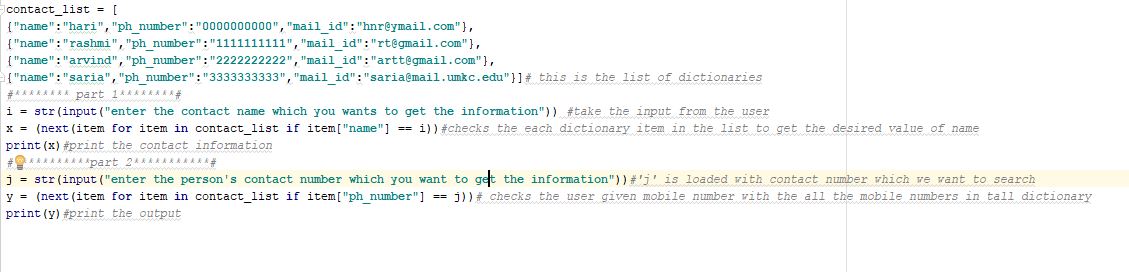 contact_list = [
{"name":"hari","ph_number":"0000000000","mail_id":"hnr@ymail.com"},
{"name":"rashmi","ph_number":"1111111111","mail_id":"rt@gmail.com"},
{"name":"arvind","ph_number":"2222222222","mail_id":"artt@gmail.com"},
{"name":"saria","ph_number":"3333333333","mail_id":"saria@mail.umkc.edu"}]# this is the list of dictionaries
#******** part 1********#
i = str(input("enter the contact name which you wants to get the information")) #take the input from the user
x = (next(item for item in contact_list if item["name"] == i))#checks the each dictionary item in the list to get the desired value of name
print(x)#print the contact information
#**********part 2***********#
j = str(input("enter the person's contact number which you want to get the information"))#'j' is loaded with contact number which we want to search
y = (next(item for item in contact_list if item["ph_number"] == j))# checks the user given mobile number with the all the mobile numbers in tall dictionary
print(y)#print the output